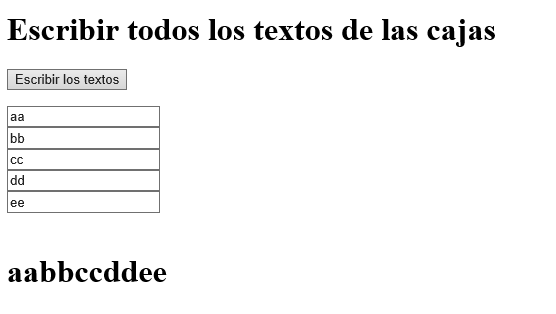 Escribir todos los textos de las cajas
Escribir los textos
aa
bb
cc
dd
ee
aabbccddee